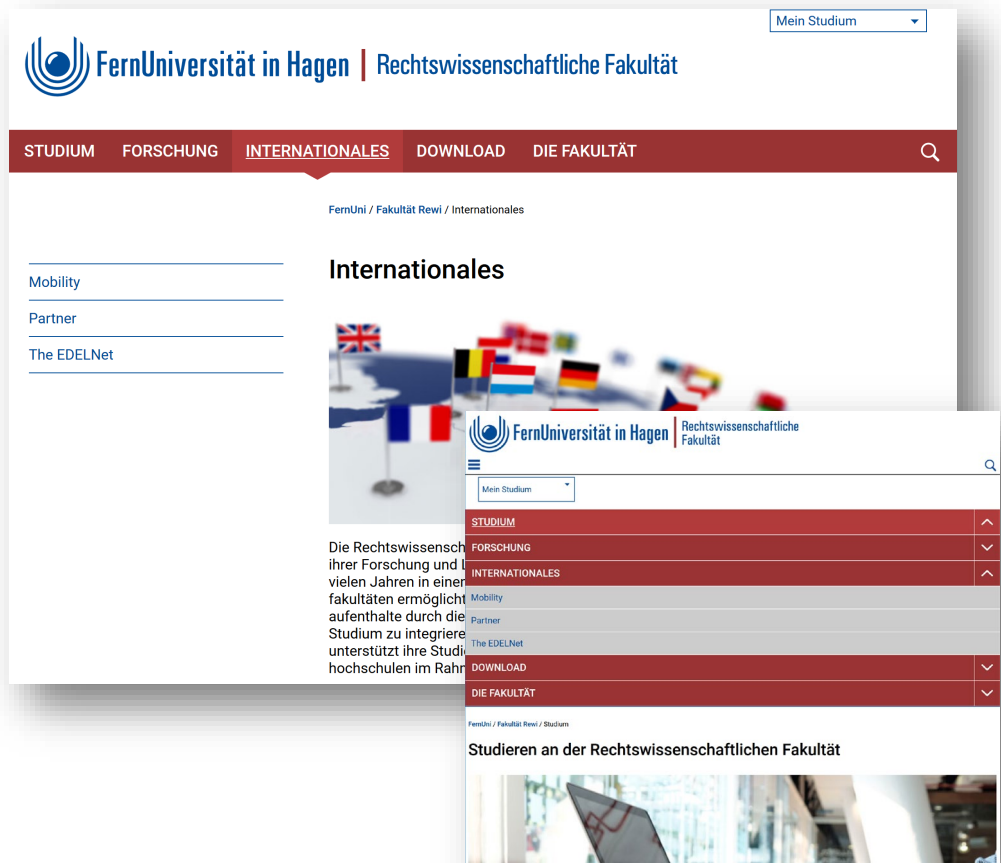 Mein Studium
FernUniversität in Hagen | Rechtswissenschaftliche Fakultät
STUDIUM FORSCHUNG INTERNATIONALES DOWNLOAD DIE FAKULTÄT
FernUni / Fakultät Rewi / Internationales
Mobility
Partner
The EDELNet
Internationales
Die Rechtswissensch
ihrer Forschung und L
vielen Jahren in einer
fakultäten ermöglicht
aufenthalte durch die
Studium zu integriere
unterstützt ihre Studi
hochschulen im Rahm
FernUniversität in Hagen | Rechtswissenschaftliche
Fakultät
Mein Studium
STUDIUM
FORSCHUNG
INTERNATIONALES
Mobility
Partner
The EDELNet
DOWNLOAD
DIE FAKULTÄT
FernUni / Fakultät Rewi / Studium
Studieren an der Rechtswissenschaftlichen Fakultät